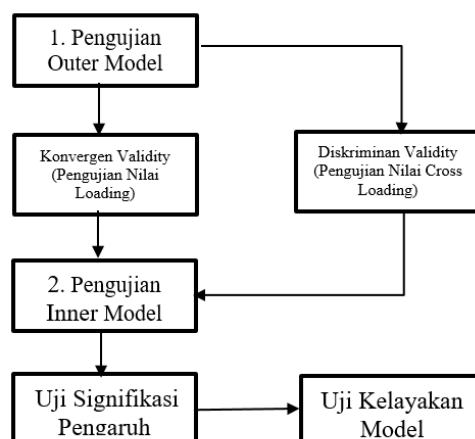 1. Pengujian
Outer Model
Konvergen Validity
(Pengujian Nilai
Loading)
Diskriminan Validity
(Pengujian Nilai Cross
Loading)
2. Pengujian
Inner Model
Uji Signifikasi
Pengaruh
Uji Kelayakan
Model